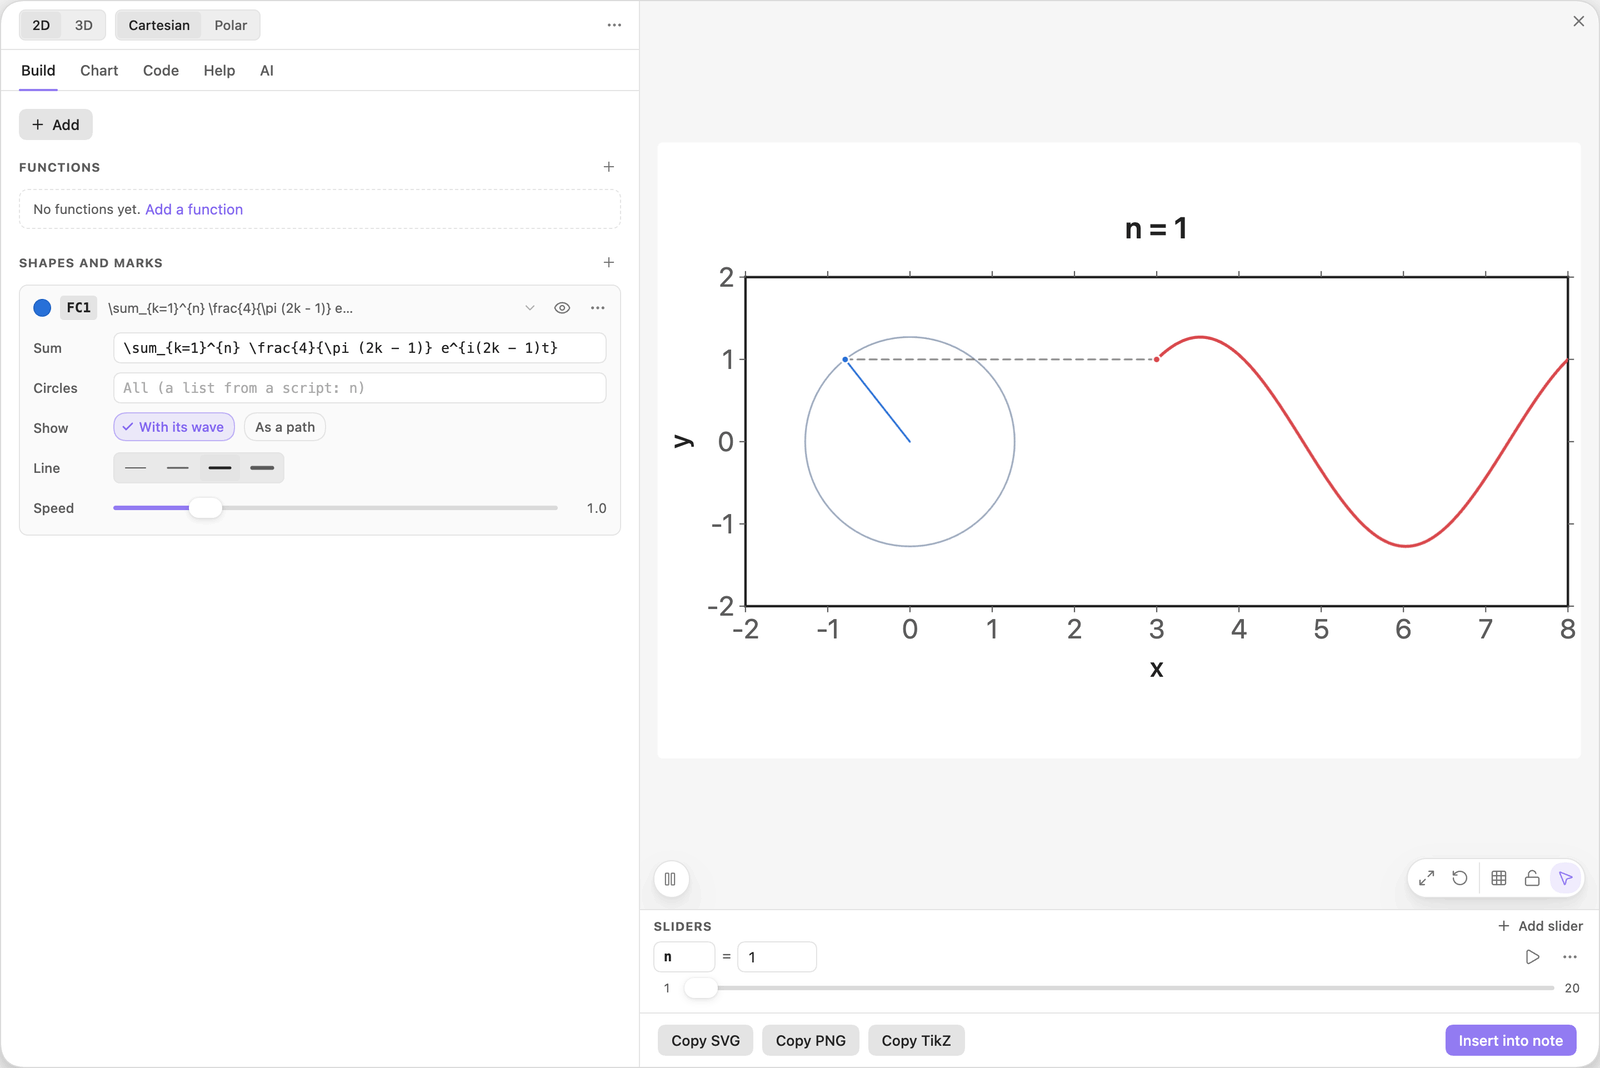 2D 3D Cartesian Polar
Build Chart Code Help AI
+ Add
FUNCTIONS
No functions yet. Add a function
SHAPES AND MARKS
FC1 \sum_{k=1}^{n} \frac{4}{\pi (2k - 1)} e...
Sum \sum_{k=1}^{n} \frac{4}{\pi (2k - 1)} e^{i(2k - 1)t}
Circles All (a list from a script: n)
Show With its wave As a path
Line
Speed 1.0
n = 1
2
1
0
-1
-2
y
-2 -1 0 1 2 3 4 5 6 7 8
x
SLIDERS + Add slider
n = 1
1 20
Copy SVG Copy PNG Copy TikZ Insert into note